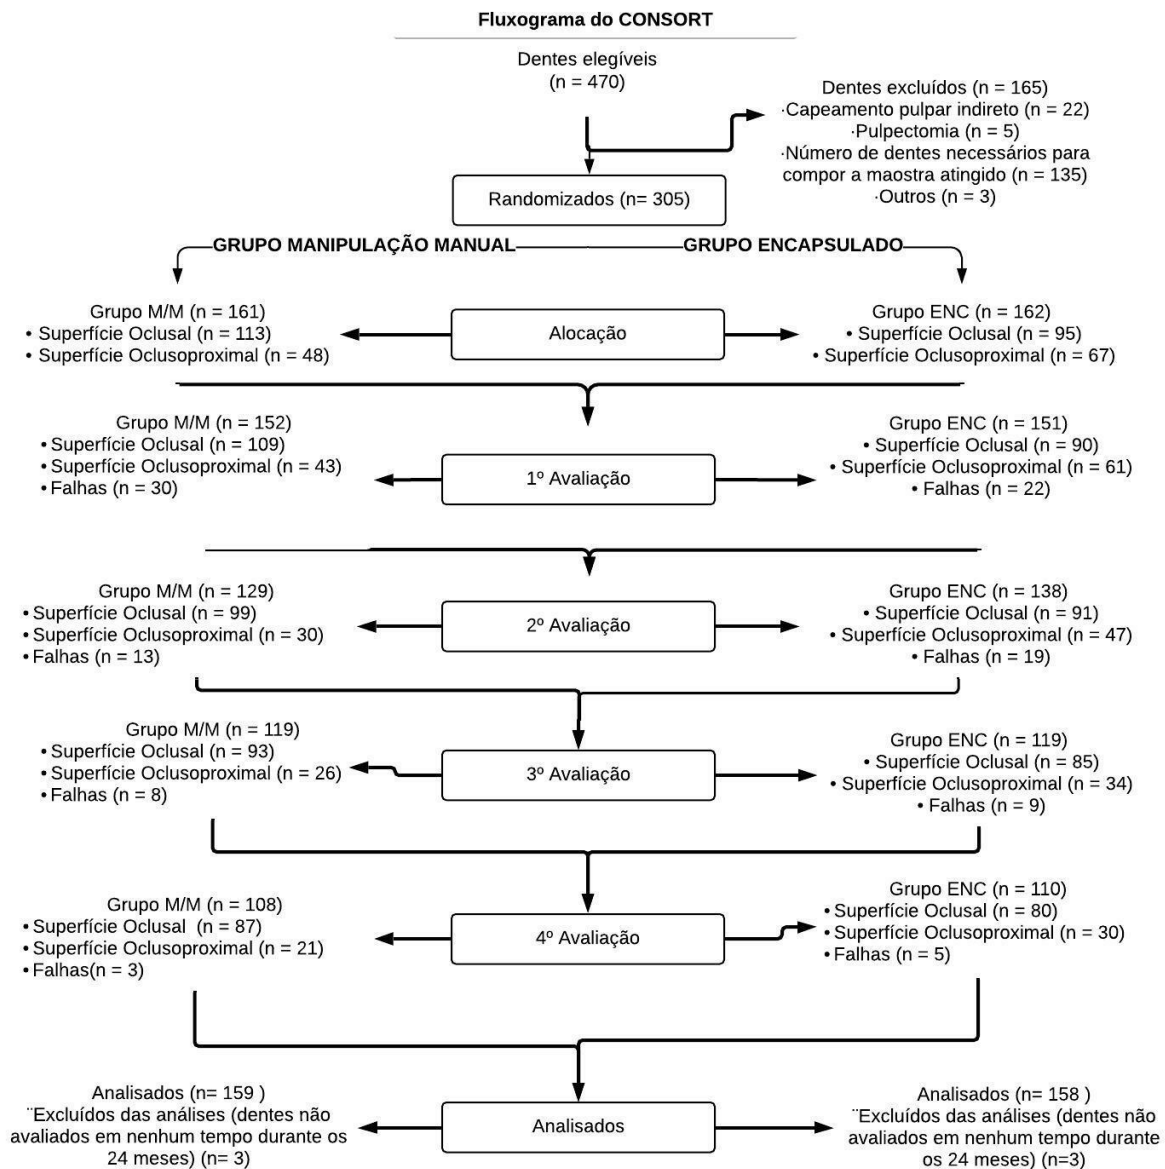 Fluxograma do CONSORT
Dentes elegíveis
(n = 470)
Dentes excluídos (n = 165)
·Capeamento pulpar indireto (n = 22)
·Pulpectomia (n = 5)
·Número de dentes necessários para
compor a maostra atingido (n = 135)
·Outros (n = 3)
Randomizados (n= 305)
GRUPO MANIPULAÇÃO MANUAL
GRUPO ENCAPSULADO
Grupo M/M (n = 161)
• Superfície Oclusal (n = 113)
• Superfície Oclusoproximal (n = 48)
Alocação
Grupo ENC (n = 162)
• Superfície Oclusal (n = 95)
• Superfície Oclusoproximal (n = 67)
Grupo M/M (n = 152)
• Superfície Oclusal (n = 109)
• Superfície Oclusoproximal (n = 43)
• Falhas (n = 30)
1º Avaliação
Grupo ENC (n = 151)
• Superfície Oclusal (n = 90)
• Superfície Oclusoproximal (n = 61)
• Falhas (n = 22)
Grupo M/M (n = 129)
• Superfície Oclusal (n = 99)
• Superfície Oclusoproximal (n = 30)
• Falhas (n = 13)
2º Avaliação
Grupo ENC (n = 138)
• Superfície Oclusal (n = 91)
• Superfície Oclusoproximal (n = 47)
• Falhas (n = 19)
Grupo M/M (n = 119)
• Superfície Oclusal (n = 93)
• Superfície Oclusoproximal (n = 26)
• Falhas (n = 8)
3º Avaliação
Grupo ENC (n = 119)
• Superfície Oclusal (n = 85)
• Superfície Oclusoproximal (n = 34)
• Falhas (n = 9)
Grupo M/M (n = 108)
• Superfície Oclusal (n = 87)
• Superfície Oclusoproximal (n = 21)
• Falhas(n = 3)
4º Avaliação
Grupo ENC (n = 110)
• Superfície Oclusal (n = 80)
• Superfície Oclusoproximal (n = 30)
• Falhas (n = 5)
Analisados (n= 159 )
¨Excluídos das análises (dentes não
avaliados em nenhum tempo durante os
24 meses) (n= 3)
Analisados
Analisados (n= 158 )
¨Excluídos das análises (dentes não
avaliados em nenhum tempo durante
os 24 meses) (n=3)